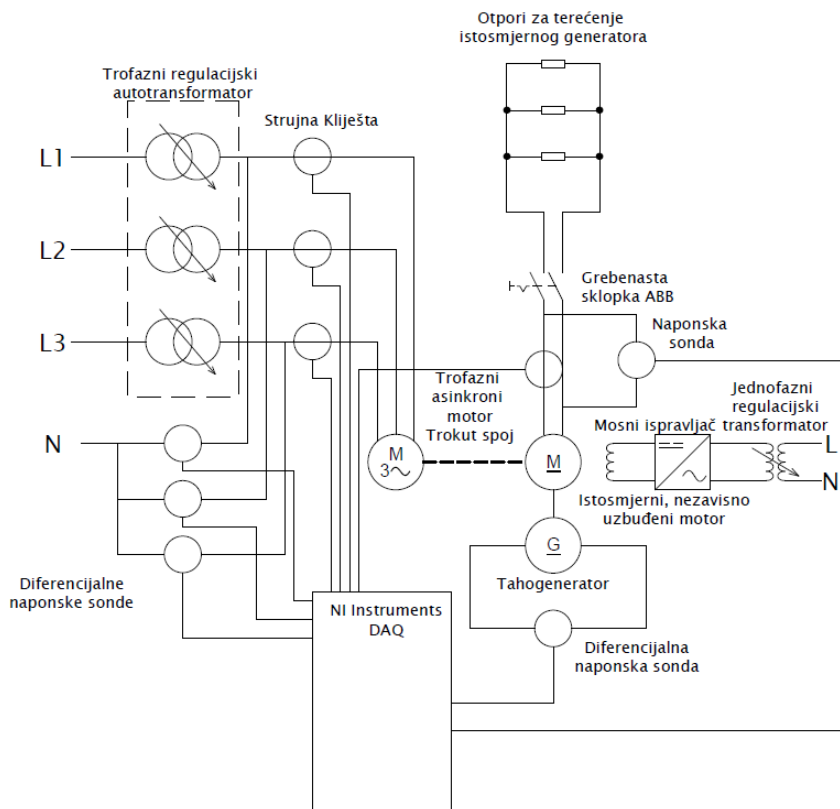 Otpori za terećenje
istosmjernog generatora
Trofazni regulacijski
autotransformator
Strujna Kliješta
L1
L2
L3
N
Grebenasta
sklopka ABB
Naponska
sonda
Trofazni
asinkroni
motor
Trokut spoj
Jednofazni
regulacijski
transformator
Mosni ispravljač
L
N
M
3~
M
Istosmjerni, nezavisno
uzbuđeni motor
G
Tahogenerator
Diferencijalne
naponske sonde
NI Instruments
DAQ
Diferencijalna
naponska sonda